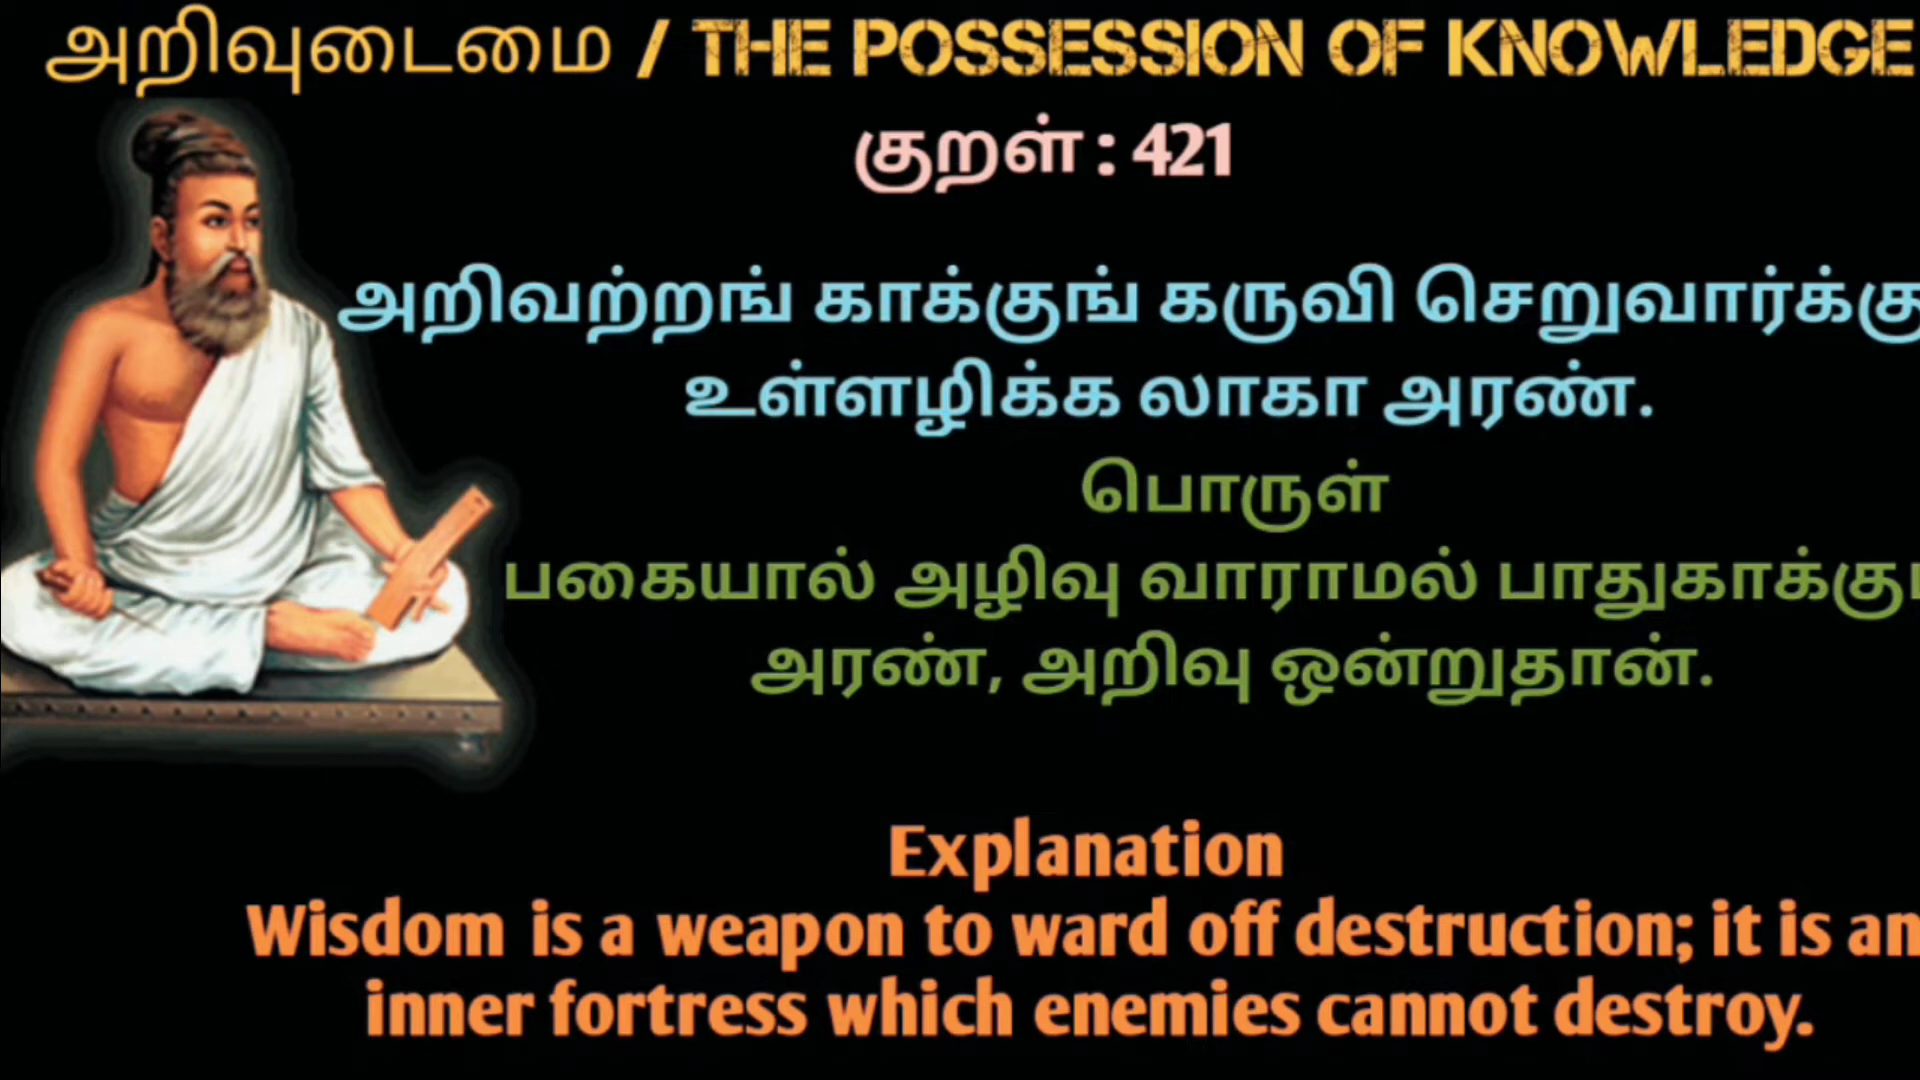 அறிவுடைமை / THE POSSESSION OF KNOWLEDGE
குறள் : 421
அறிவற்றங் காக்குங் கருவி செறுவார்க்கு
உள்ளழிக்க லாகா அரண்.
பொருள்
பகையால் அழிவு வாராமல் பாதுகாக்கும்
அரண், அறிவு ஒன்றுதான்.
Explanation
Wisdom is a weapon to ward off destruction; it is an
inner fortress which enemies cannot destroy.